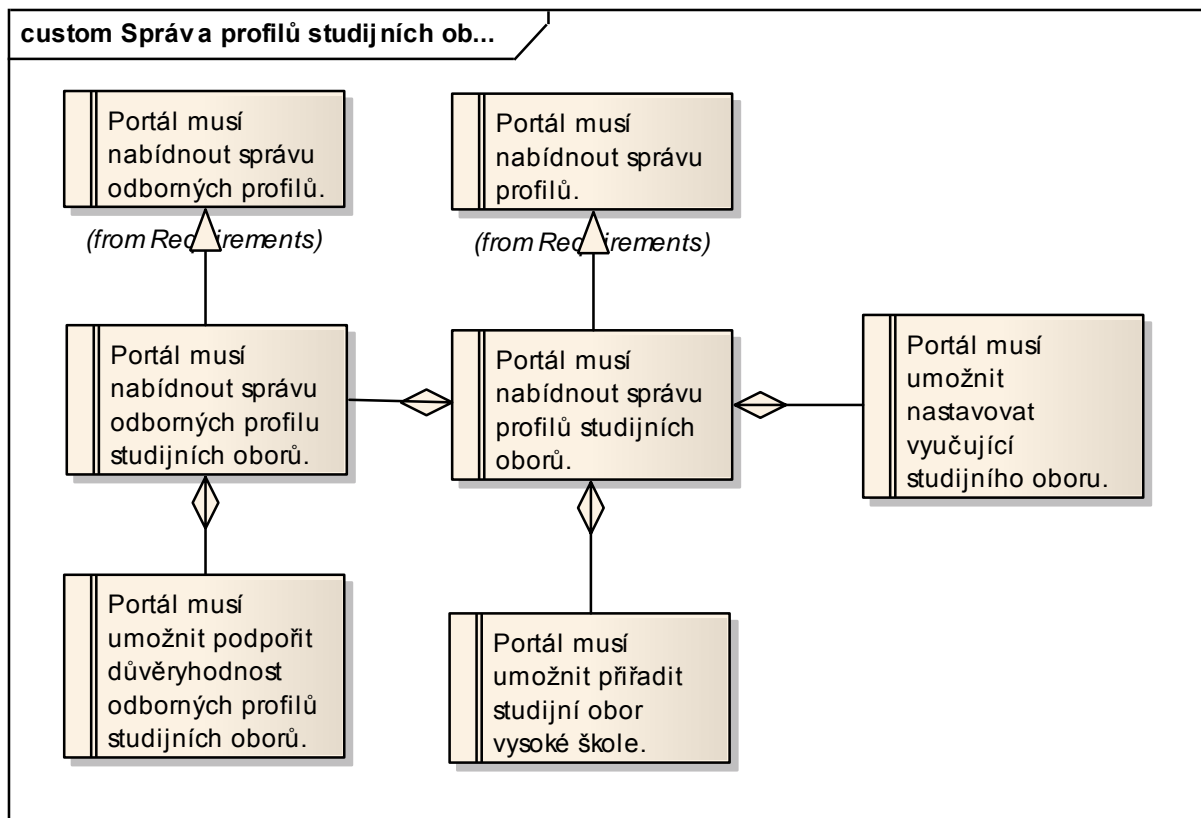 custom Správa profilů studijních ob...
Portál musí
nabídnout správu
odborných profilů.
(from Requirements)
Portál musí
nabídnout správu
profilů.
(from Requirements)
Portál musí
nabídnout správu
odborných profilu
studijních oborů.
Portál musí
nabídnout správu
profilů studijních
oborů.
Portál musí
umožnit
nastavovat
vyučující
studijního oboru.
Portál musí
umožnit podpořit
důvěryhodnost
odborných profilů
studijních oborů.
Portál musí
umožnit přiřadit
studijní obor
vysoké škole.